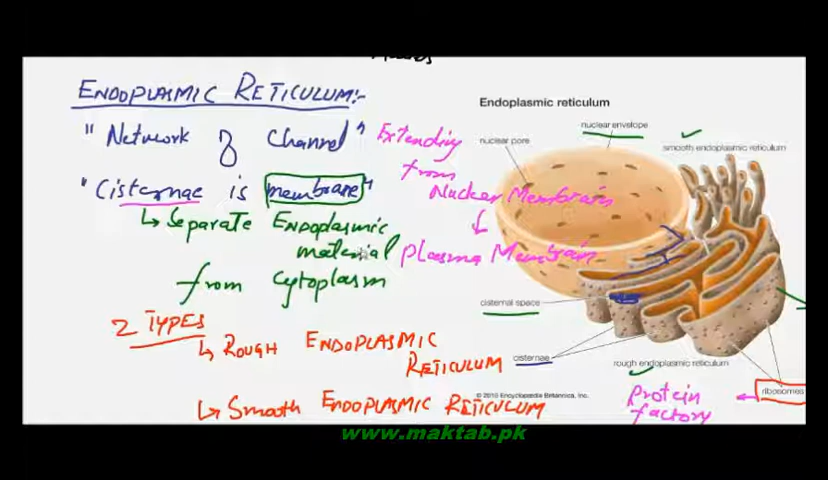 ENDOPLASMIC RETICULUM:-
"Network of Channel" Extending
from
Nuclear Membrain
"Cisternae is membrane"
↳ Separate Endoplasmic
material
from cytoplasm
Plasma Membrain
2 TYPES
↳ ROUGH ENDOPLASMIC
RETICULUM
↳ Smooth ENDOPLASMIC RETICULUM
Endoplasmic reticulum
nuclear envelope
nuclear pore
smooth endoplasmic reticulum
cisternal space
cisternae
rough endoplasmic reticulum
ribosomes
Protein
factory
© 2010 Encyclopædia Britannica, Inc.
www.maktab.pk